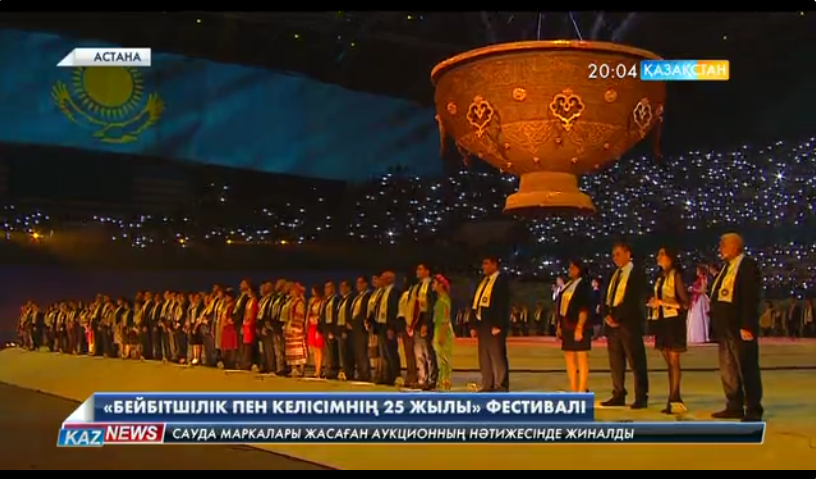 АСТАНА
20:04 ҚАЗАҚСТАН
«БЕЙБІТШІЛІК ПЕН КЕЛІСІМНІҢ 25 ЖЫЛЫ» ФЕСТИВАЛІ
KAZ NEWS САУДА МАРКАЛАРЫ ЖАСАҒАН АУКЦИОННЫҢ НӘТИЖЕСІНДЕ ЖИНАЛДЫ